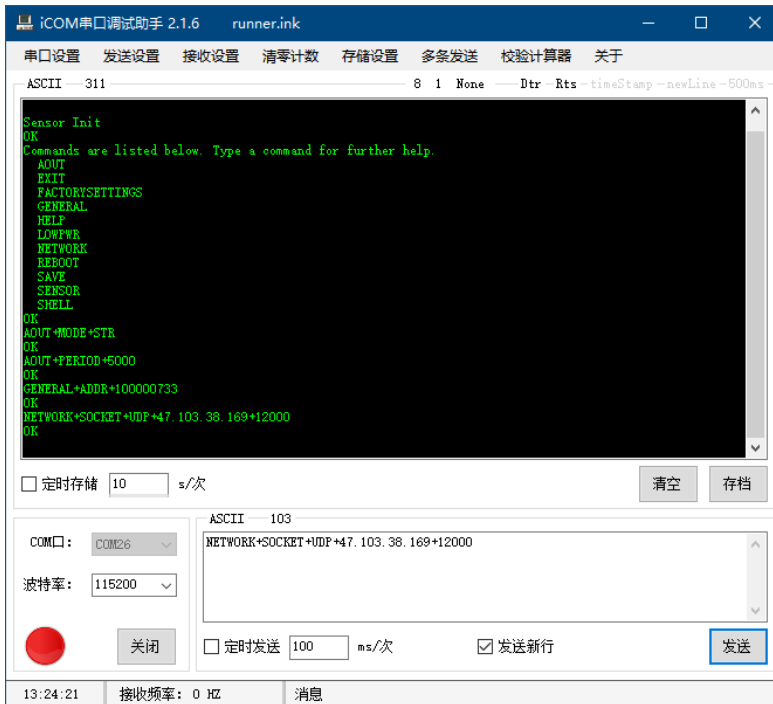 iCOM串口调试助手 2.1.6 runner.ink
串口设置 发送设置 接收设置 清零计数 存储设置 多条发送 校验计算器 关于
ASCII 311 8 1 None Dtr Rts timeStamp newLine 500ms
Sensor Init
OK
Commands are listed below. Type a command for further help.
AOUT
EXIT
FACTORYSETTINGS
GENERAL
HELP
LOWPWR
NETWORK
REBOOT
SAVE
SENSOR
SHELL
OK
AOUT+MODE+STR
OK
AOUT+PERIOD+5000
OK
GENERAL+ADDR+100000733
OK
NETWORK+SOCKET+UDP+47.103.38.169+12000
OK
定时存储 10 s/次 清空 存档
ASCII 103
COM口: COM26
NETWORK+SOCKET+UDP+47.103.38.169+12000
波特率: 115200
关闭 定时发送 100 ms/次 发送新行 发送
13:24:21 接收频率: 0 HZ 消息